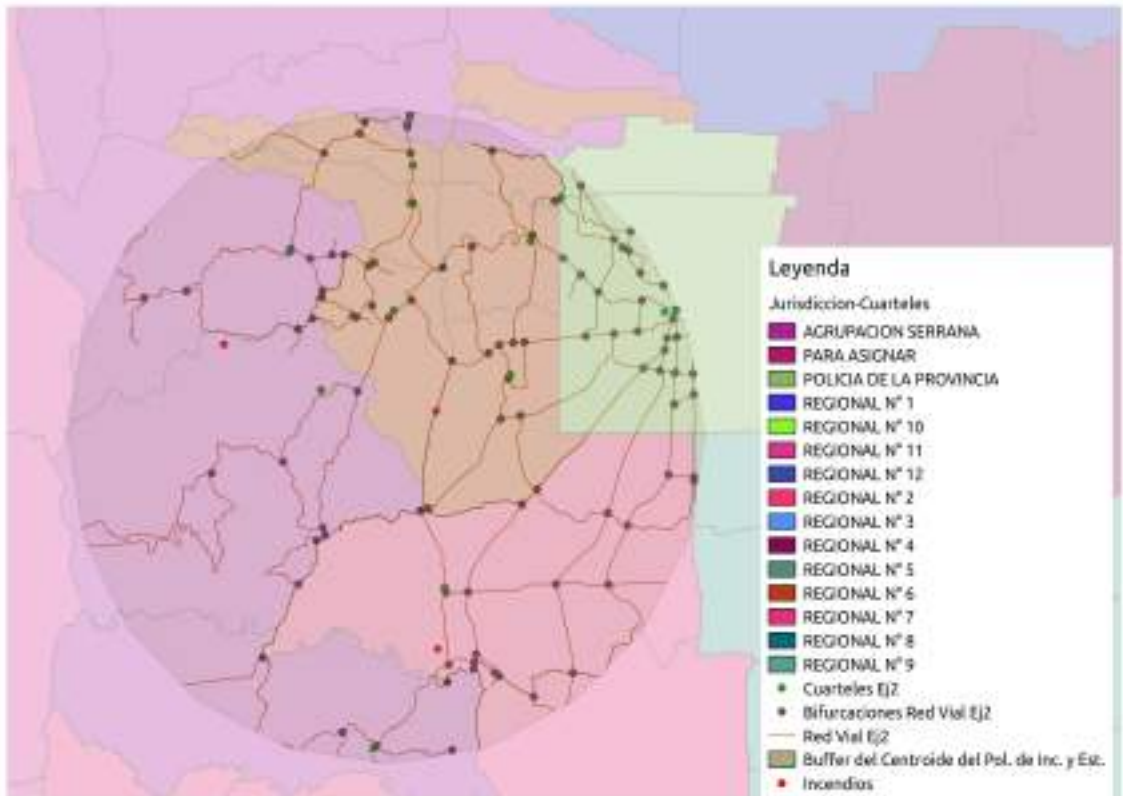 Leyenda
Jurisdiccion-Cuarteles
AGRUPACION SERRANA
PARA ASIGNAR
POLICIA DE LA PROVINCIA
REGIONAL N° 1
REGIONAL N° 10
REGIONAL N° 11
REGIONAL N° 12
REGIONAL N° 2
REGIONAL N° 3
REGIONAL N° 4
REGIONAL N° 5
REGIONAL N° 6
REGIONAL N° 7
REGIONAL N° 8
REGIONAL N° 9
Cuarteles Ej2
Bifurcaciones Red Vial Ej2
Red Vial Ej2
Buffer del Centroide del Pol. de Inc. y Est.
Incendios